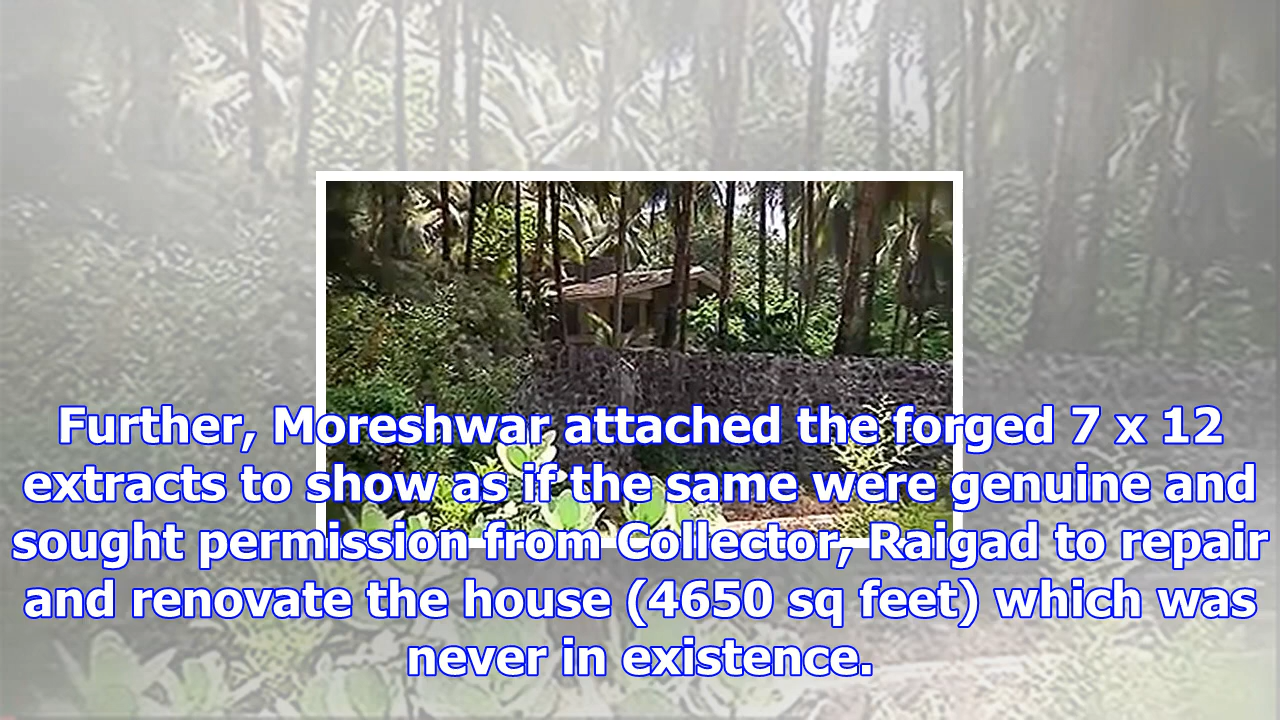 Further, Moreshwar attached the forged 7 x 12
extracts to show as if the same were genuine and
sought permission from Collector, Raigad to repair
and renovate the house (4650 sq feet) which was
never in existence.